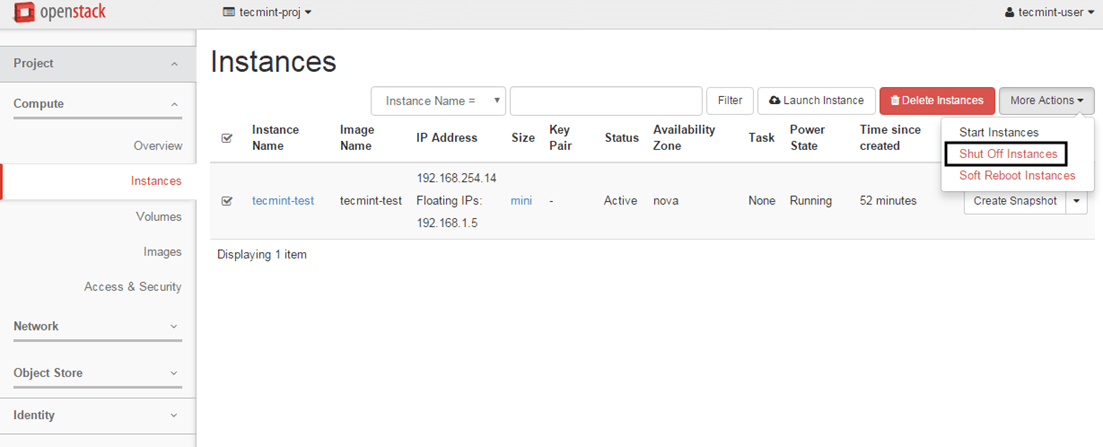 openstack tecmint-proj tecmint-user
Project
Compute
Overview
Instances
Volumes
Images
Access & Security
Network
Object Store
Identity
Instances
Instance Name = Filter Launch Instance Delete Instances More Actions
Start Instances
Shut Off Instances
Soft Reboot Instances
Instance Name Image Name IP Address Size Key Pair Status Availability Zone Task Power State Time since created
tecmint-test tecmint-test 192.168.254.14 Floating IPs: 192.168.1.5 mini - Active nova None Running 52 minutes Create Snapshot
Displaying 1 item